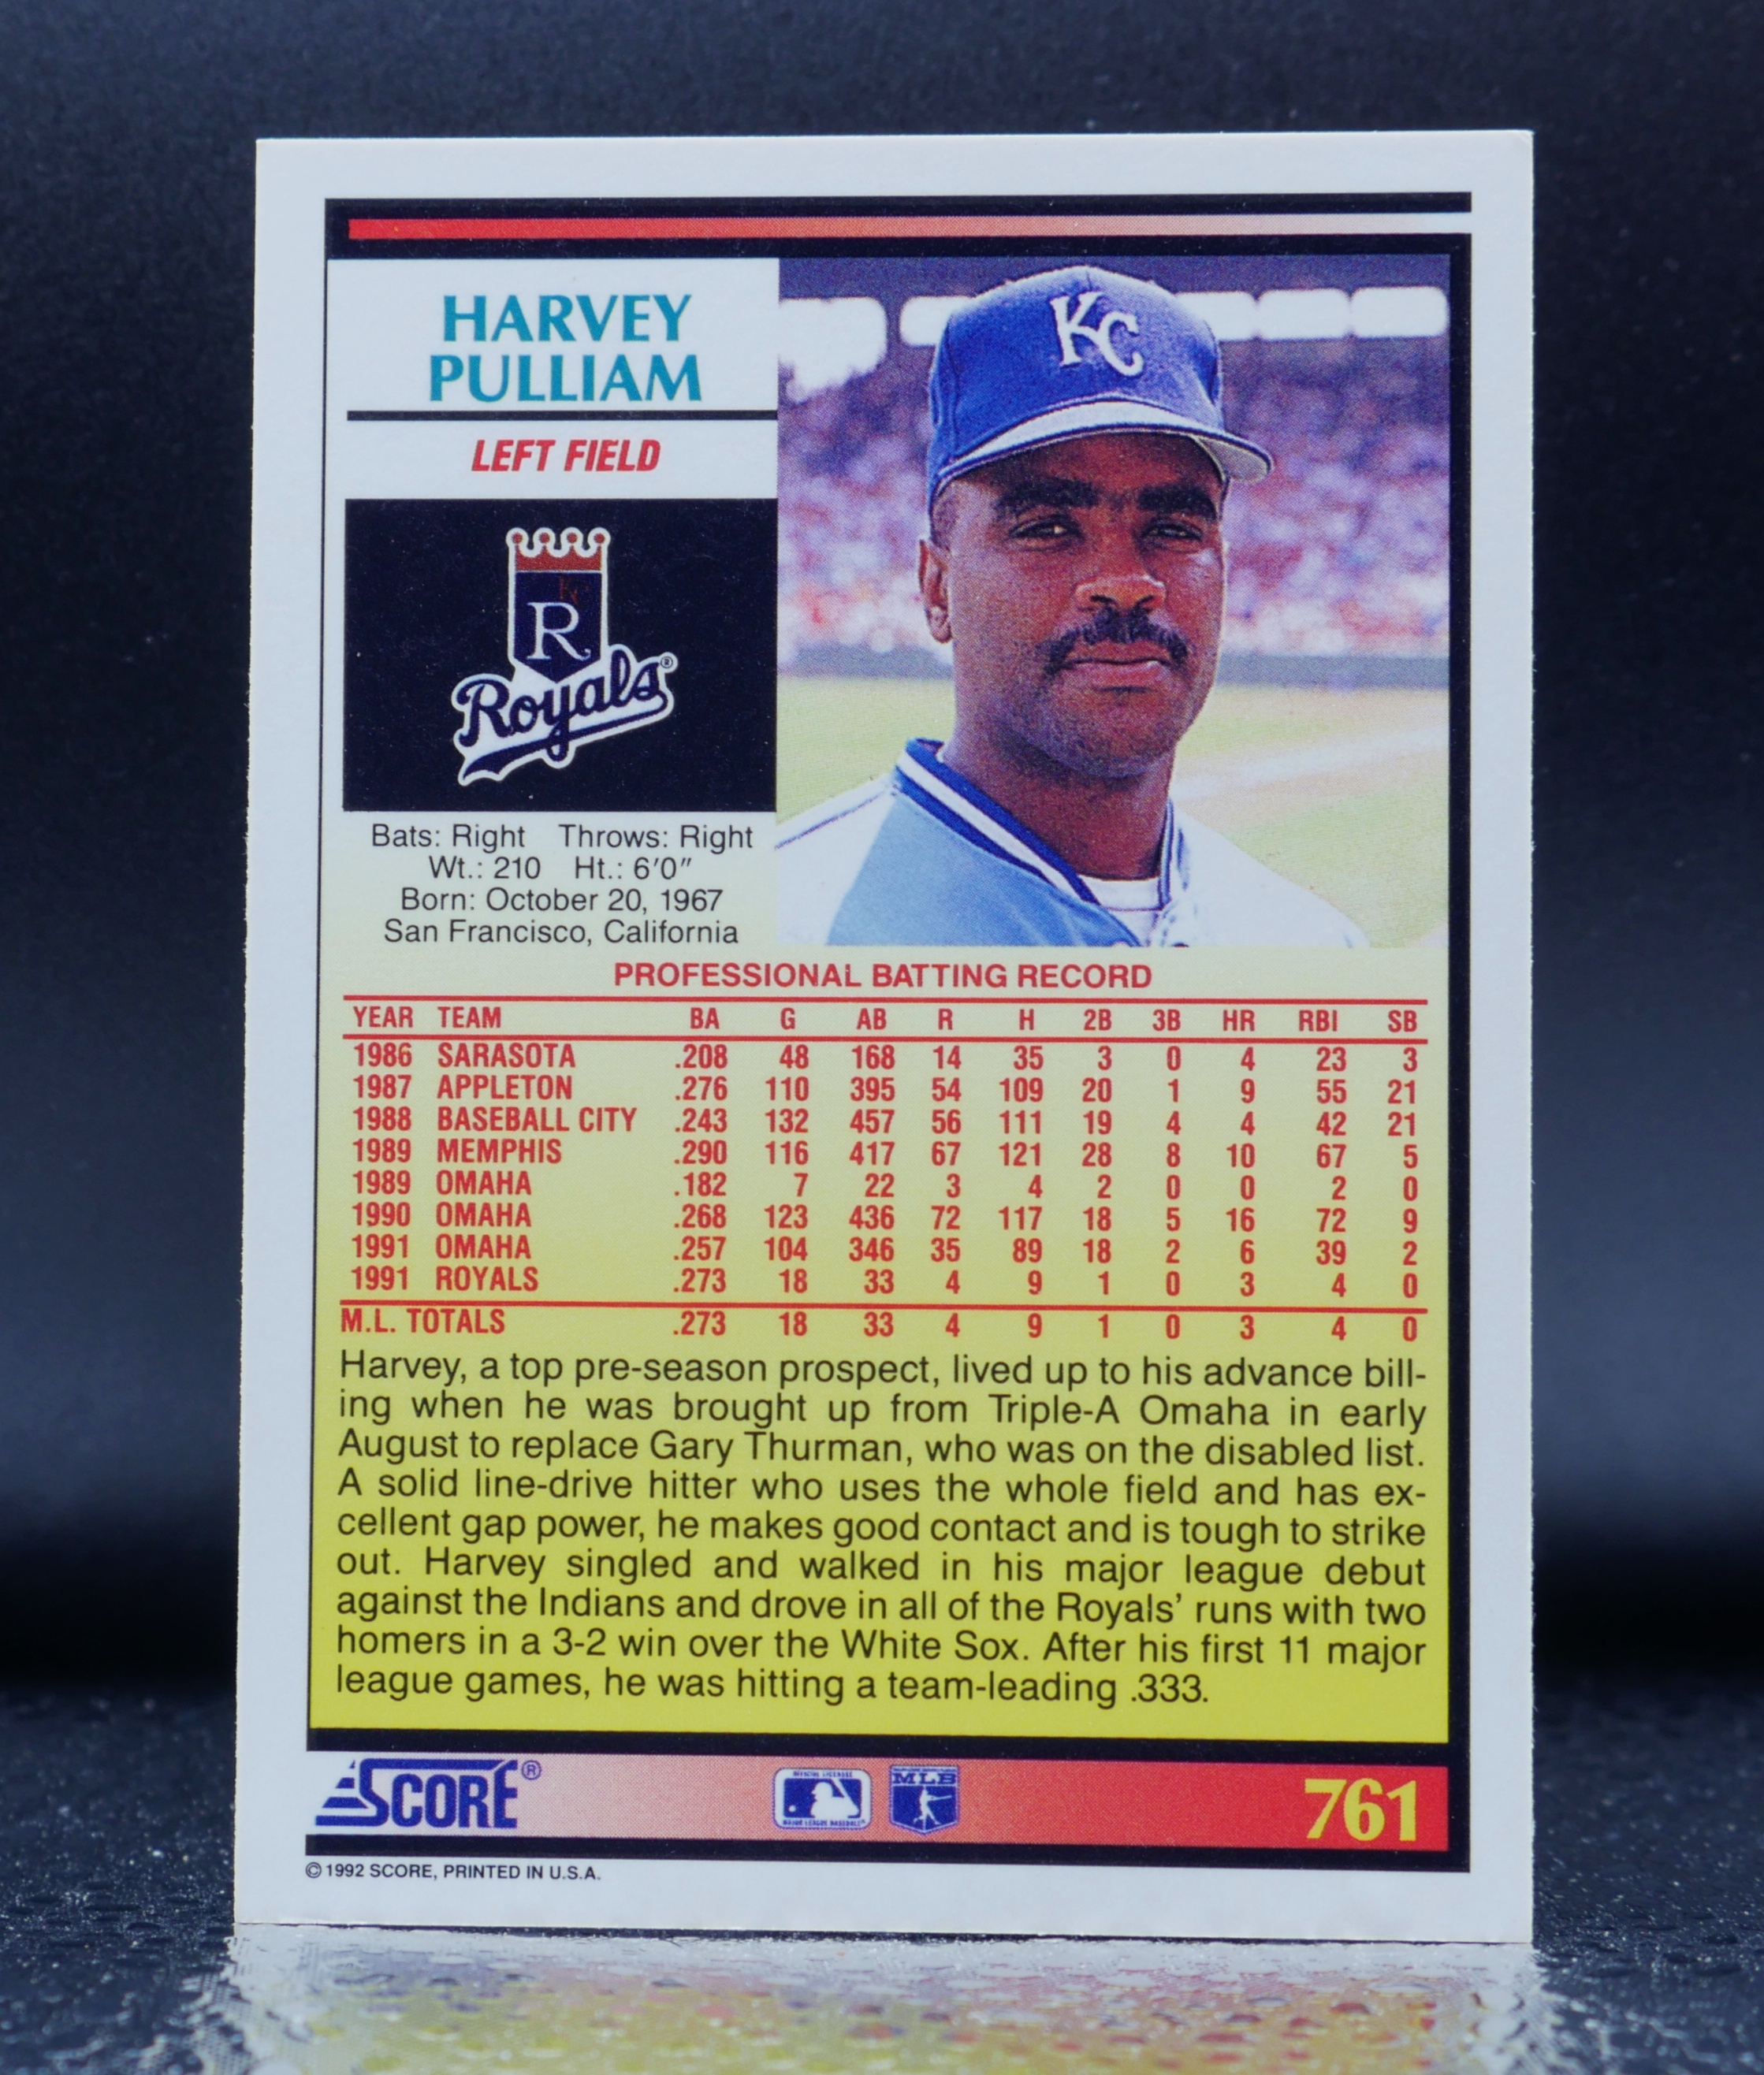 HARVEY
PULLIAM
LEFT FIELD
KC
R
Royals®
Bats: Right Throws: Right
Wt.: 210 Ht.: 6'0"
Born: October 20, 1967
San Francisco, California
PROFESSIONAL BATTING RECORD
YEAR TEAM BA G AB R H 2B 3B HR RBI SB
1986 SARASOTA .208 48 168 14 35 3 0 4 23 3
1987 APPLETON .276 110 395 54 109 20 1 9 55 21
1988 BASEBALL CITY .243 132 457 56 111 19 4 4 42 21
1989 MEMPHIS .290 116 417 67 121 28 8 10 67 5
1989 OMAHA .182 7 22 3 4 2 0 0 2 0
1990 OMAHA .268 123 436 72 117 18 5 16 72 9
1991 OMAHA .257 104 346 35 89 18 2 6 39 2
1991 ROYALS .273 18 33 4 9 1 0 3 4 0
M.L. TOTALS .273 18 33 4 9 1 0 3 4 0
Harvey, a top pre-season prospect, lived up to his advance bill-
ing when he was brought up from Triple-A Omaha in early
August to replace Gary Thurman, who was on the disabled list.
A solid line-drive hitter who uses the whole field and has ex-
cellent gap power, he makes good contact and is tough to strike
out. Harvey singled and walked in his major league debut
against the Indians and drove in all of the Royals' runs with two
homers in a 3-2 win over the White Sox. After his first 11 major
league games, he was hitting a team-leading .333.
SCORE®
OFFICIAL LICENSEE
MAJOR LEAGUE BASEBALL
MLB
761
© 1992 SCORE, PRINTED IN U.S.A.